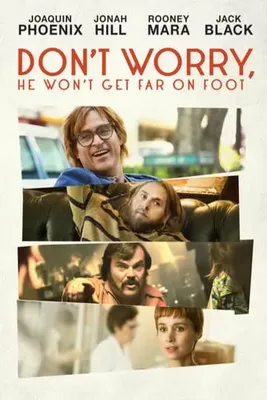 JOAQUIN JONAH ROONEY JACK
PHOENIX HILL MARA BLACK
DON'T WORRY,
HE WON'T GET FAR ON FOOT